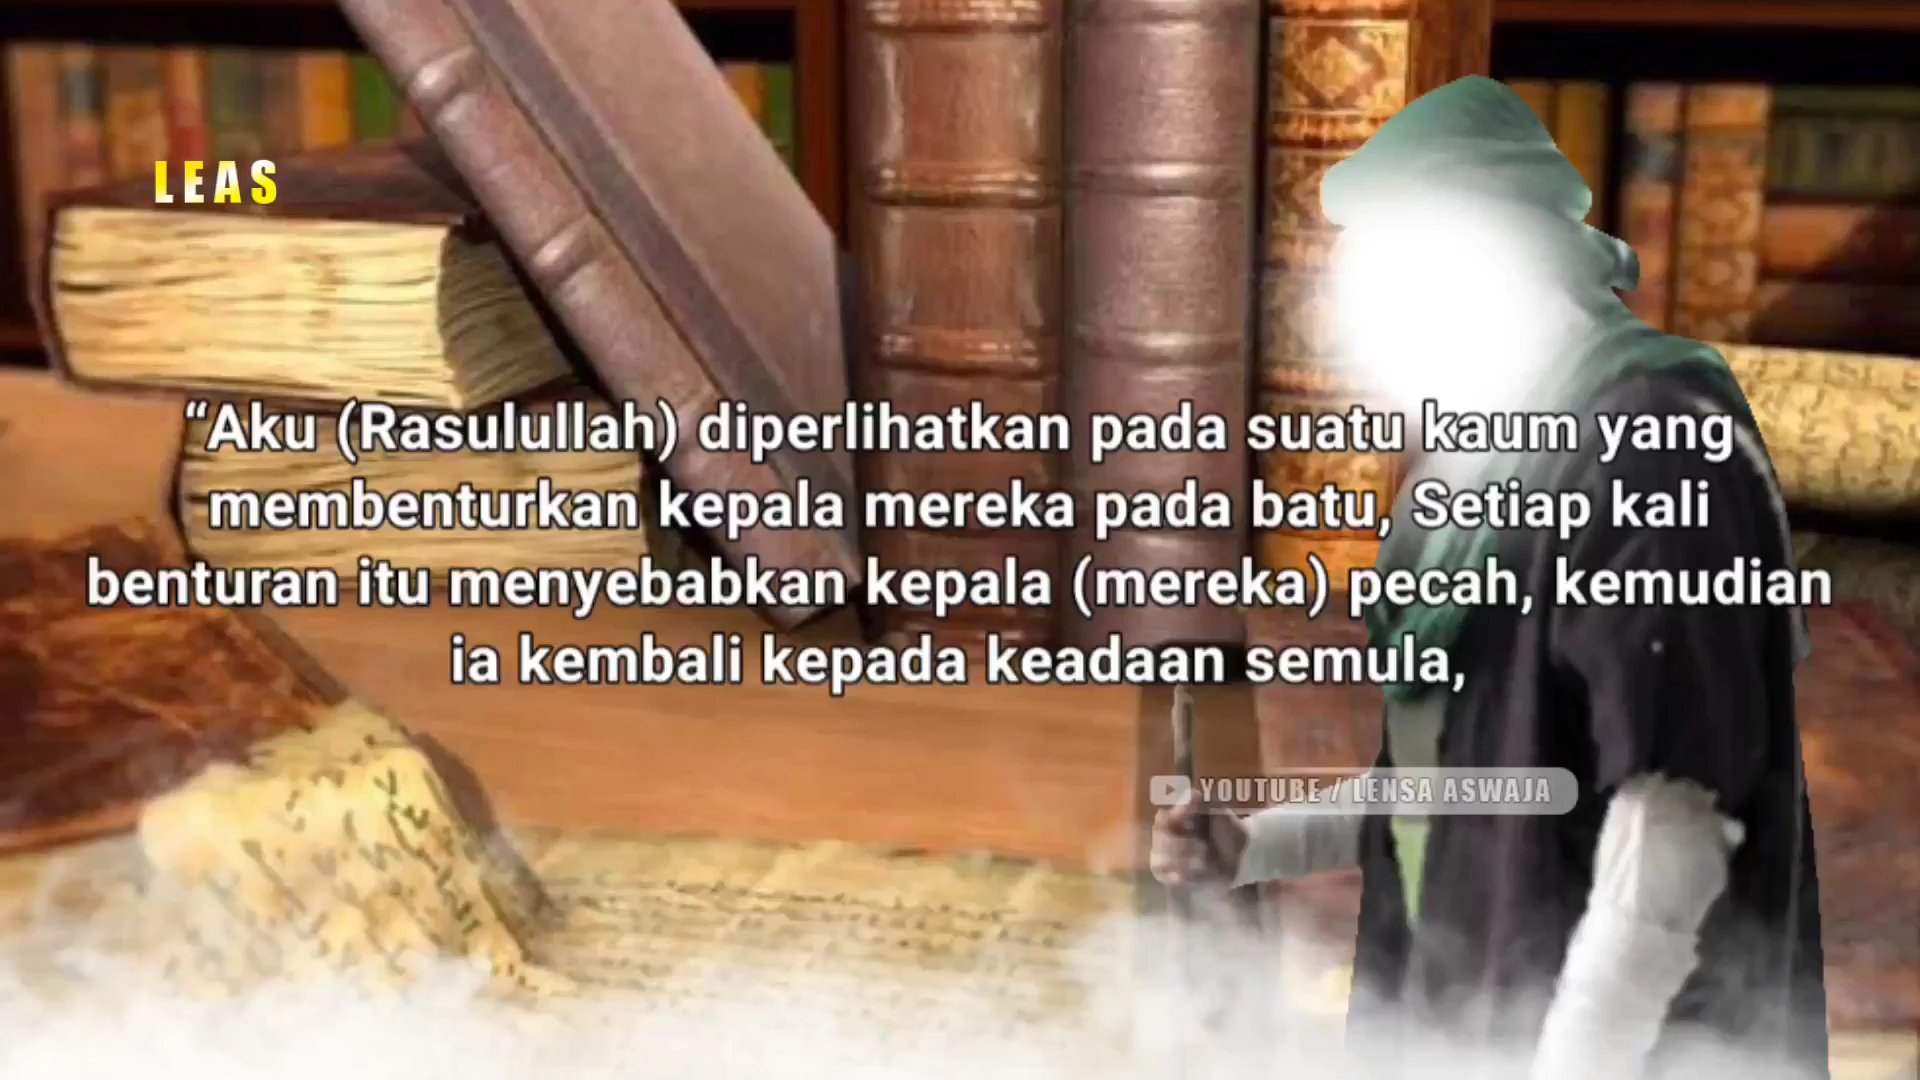 LEAS
“Aku (Rasulullah) diperlihatkan pada suatu kaum yang
membenturkan kepala mereka pada batu, Setiap kali
benturan itu menyebabkan kepala (mereka) pecah, kemudian
ia kembali kepada keadaan semula,
YOUTUBE / LENSA ASWAJA